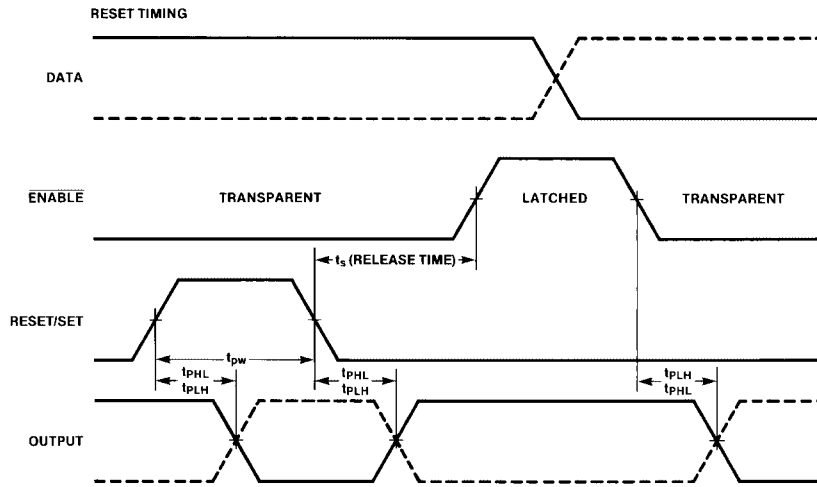 RESET TIMING
DATA
ENABLE
TRANSPARENT
LATCHED
TRANSPARENT
ts (RELEASE TIME)
RESET/SET
tpw
tPHL
tPLH
tPHL
tPLH
tPLH
tPHL
OUTPUT